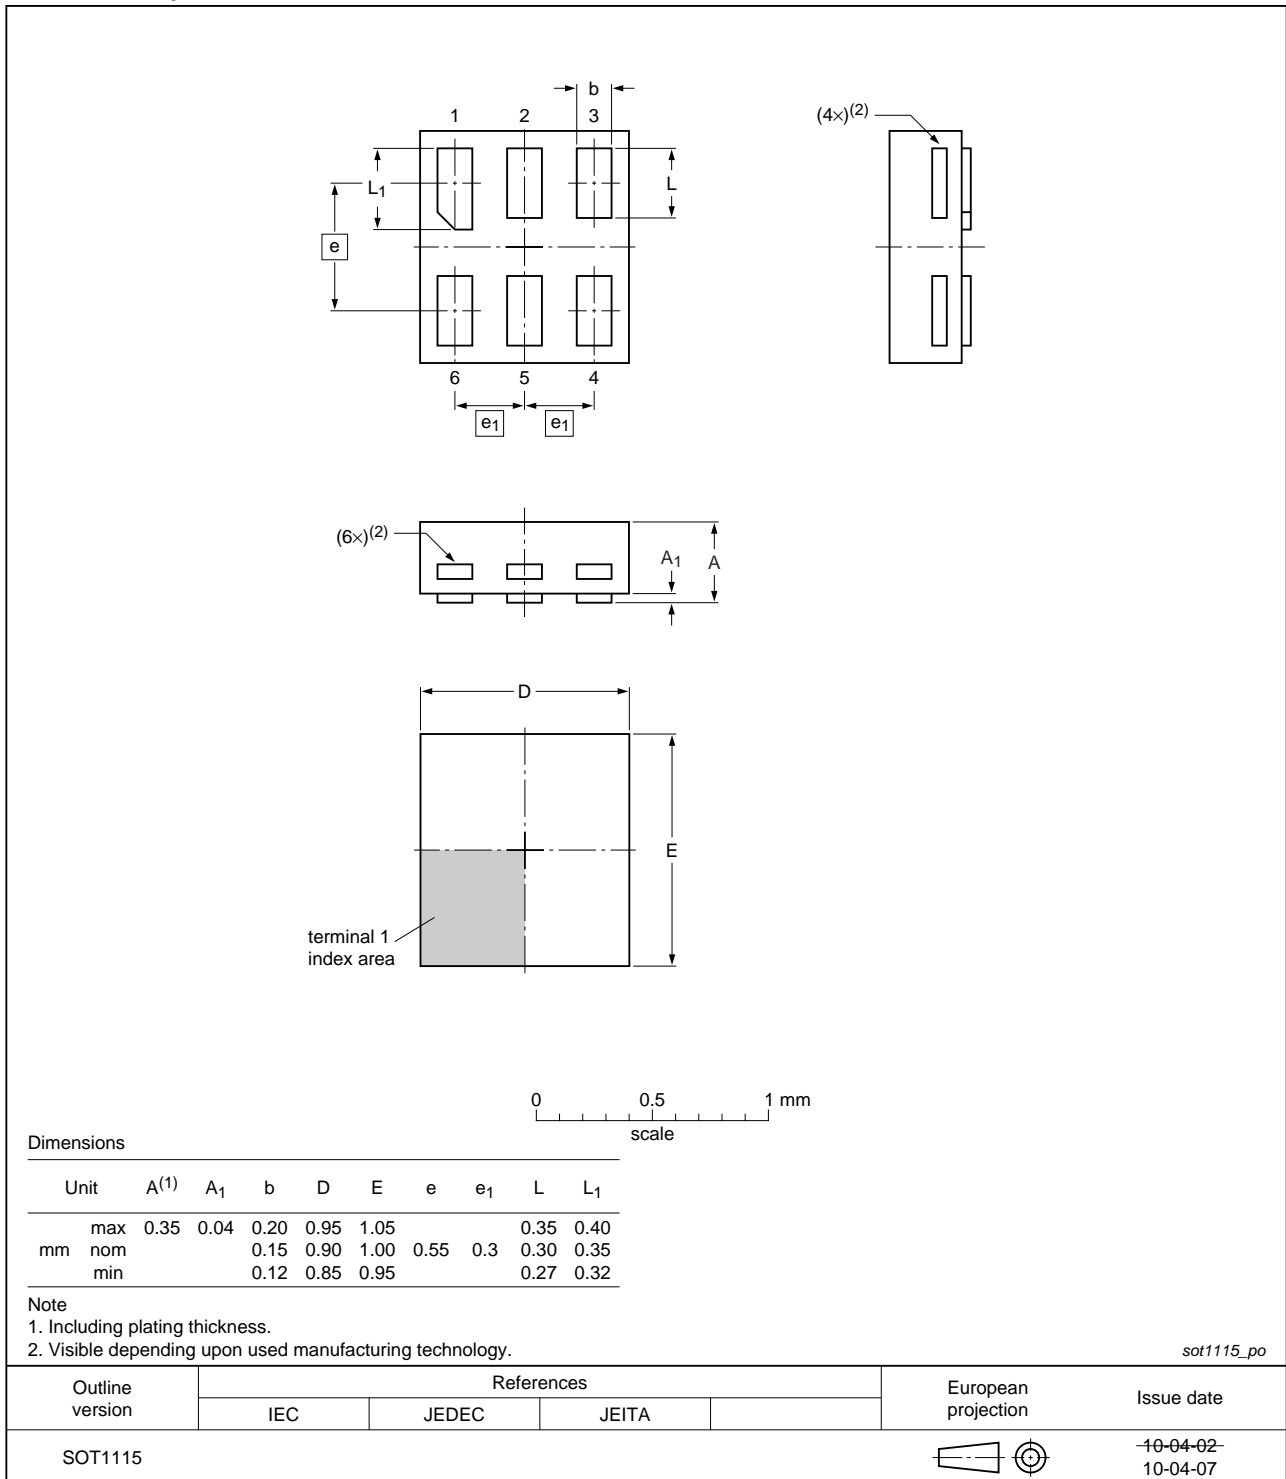 b
1 2 3
(4×)(2)
L1
L
e
6 5 4
e1 e1
(6×)(2)
A1 A
D
E
terminal 1
index area
0 0.5 1 mm
scale
Dimensions
Unit A(1) A1 b D E e e1 L L1
max 0.35 0.04 0.20 0.95 1.05 0.35 0.40
mm nom 0.15 0.90 1.00 0.55 0.3 0.30 0.35
min 0.12 0.85 0.95 0.27 0.32
Note
1. Including plating thickness.
2. Visible depending upon used manufacturing technology.
sot1115_po
Outline version References European projection Issue date
IEC JEDEC JEITA
SOT1115 10-04-02
10-04-07